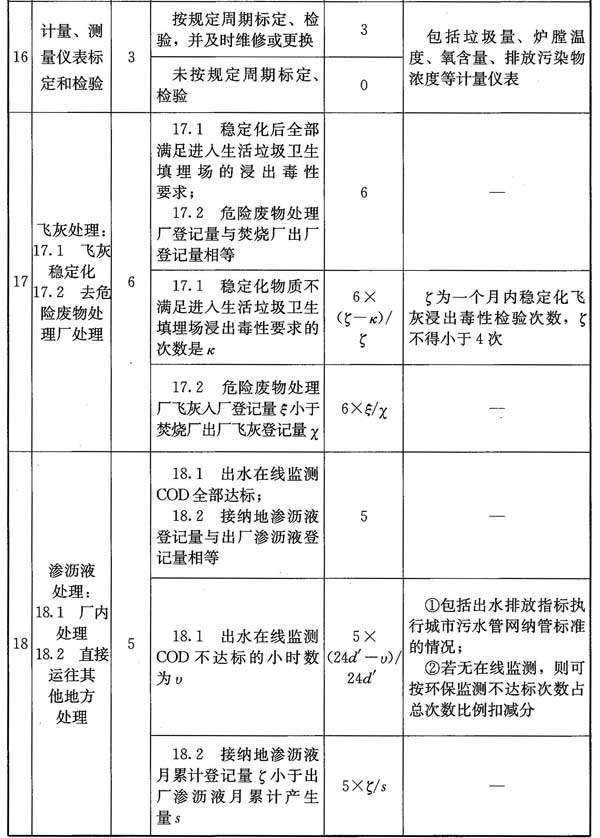 16
计量、测
量仪表标
定和检验
3
按规定周期标定、检
验，并及时维修或更换
3
未按规定周期标定、
检验
0
包括垃圾量、炉膛温
度、氧含量、排放污染物
浓度等计量仪表
17
飞灰处理：
17.1 飞灰
稳定化
17.2 去危
险废物处
理厂处理
6
17.1 稳定化后全部
满足进入生活垃圾卫生
填埋场的浸出毒性
要求；
17.2 危险废物处理
厂登记量与焚烧厂出厂
登记量相等
6
—
17.1 稳定化物质不
满足进入生活垃圾卫生
填埋场浸出毒性要求的
次数是κ
6×
(ζ－κ)/
ζ
ζ为一个月内稳定化飞
灰浸出毒性检验次数，ζ
不得小于4次
17.2 危险废物处理
厂飞灰入厂登记量ξ小于
焚烧厂出厂飞灰登记量χ
6×ξ/χ
—
18
渗沥液
处理：
18.1 厂内
处理
18.2 直接
运往其
他地方
处理
5
18.1 出水在线监测
COD全部达标；
18.2 接纳地渗沥液
登记量与出厂渗沥液登
记量相等
5
—
18.1 出水在线监测
COD不达标的小时数
为υ
5×
(24d′－υ)/
24d′
①包括出水排放指标执
行城市污水管网纳管标准
的情况；
②若无在线监测，则可
按环保监测不达标次数占
总次数比例扣减分
18.2 接纳地渗沥液
月累计登记量ζ小于出
厂渗沥液月累计产生
量s
5×ζ/s
—